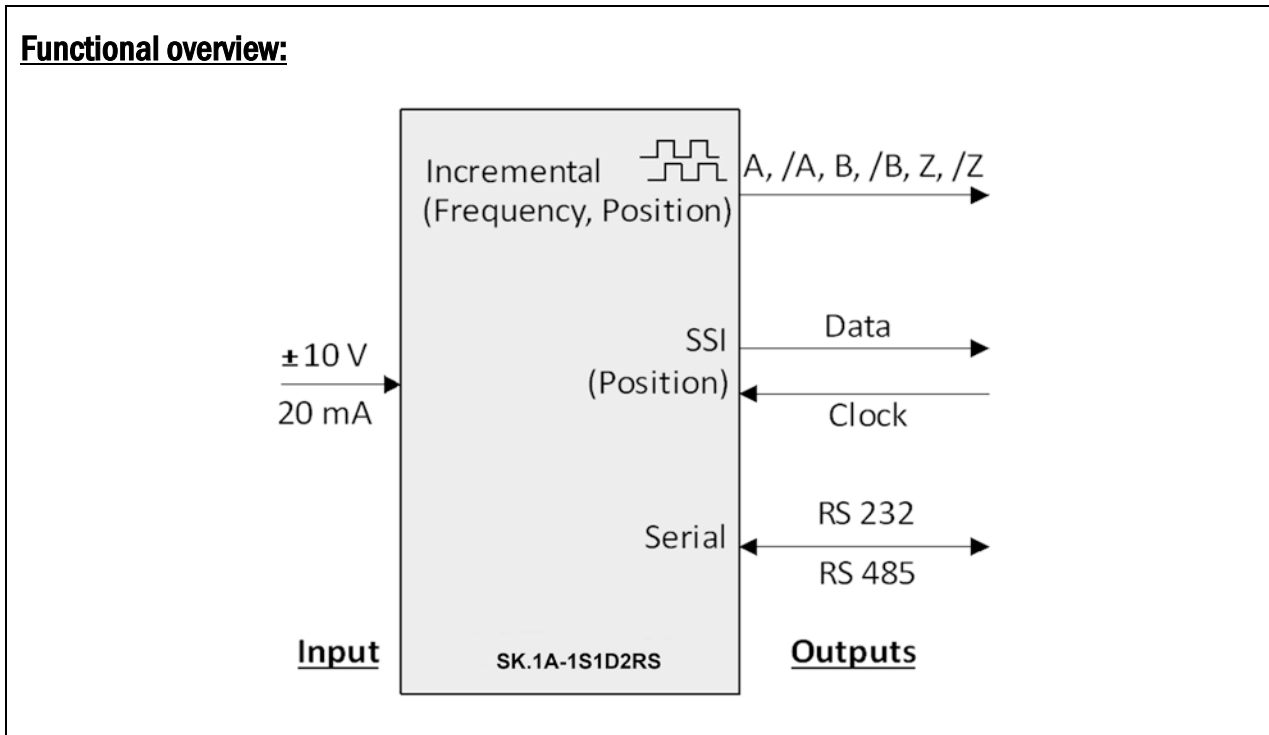 Functional overview:
Incremental
(Frequency, Position)
A, /A, B, /B, Z, /Z
±10 V
20 mA
SSI
(Position)
Data
Clock
Serial
RS 232
RS 485
Input
SK.1A-1S1D2RS
Outputs